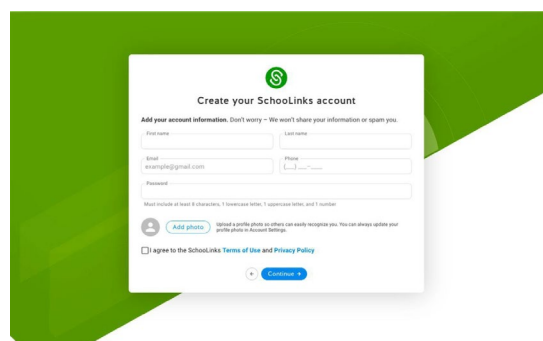 Create your SchooLinks account
Add your account information. Don't worry – We won't share your information or spam you.
First name
Last name
Email
example@gmail.com
Phone
(__) ___-____
Password
Must include at least 8 characters, 1 lowercase letter, 1 uppercase letter, and 1 number
Add photo
Upload a profile photo so others can easily recognize you. You can always update your
profile photo in Account Settings.
I agree to the SchooLinks Terms of Use and Privacy Policy
Continue